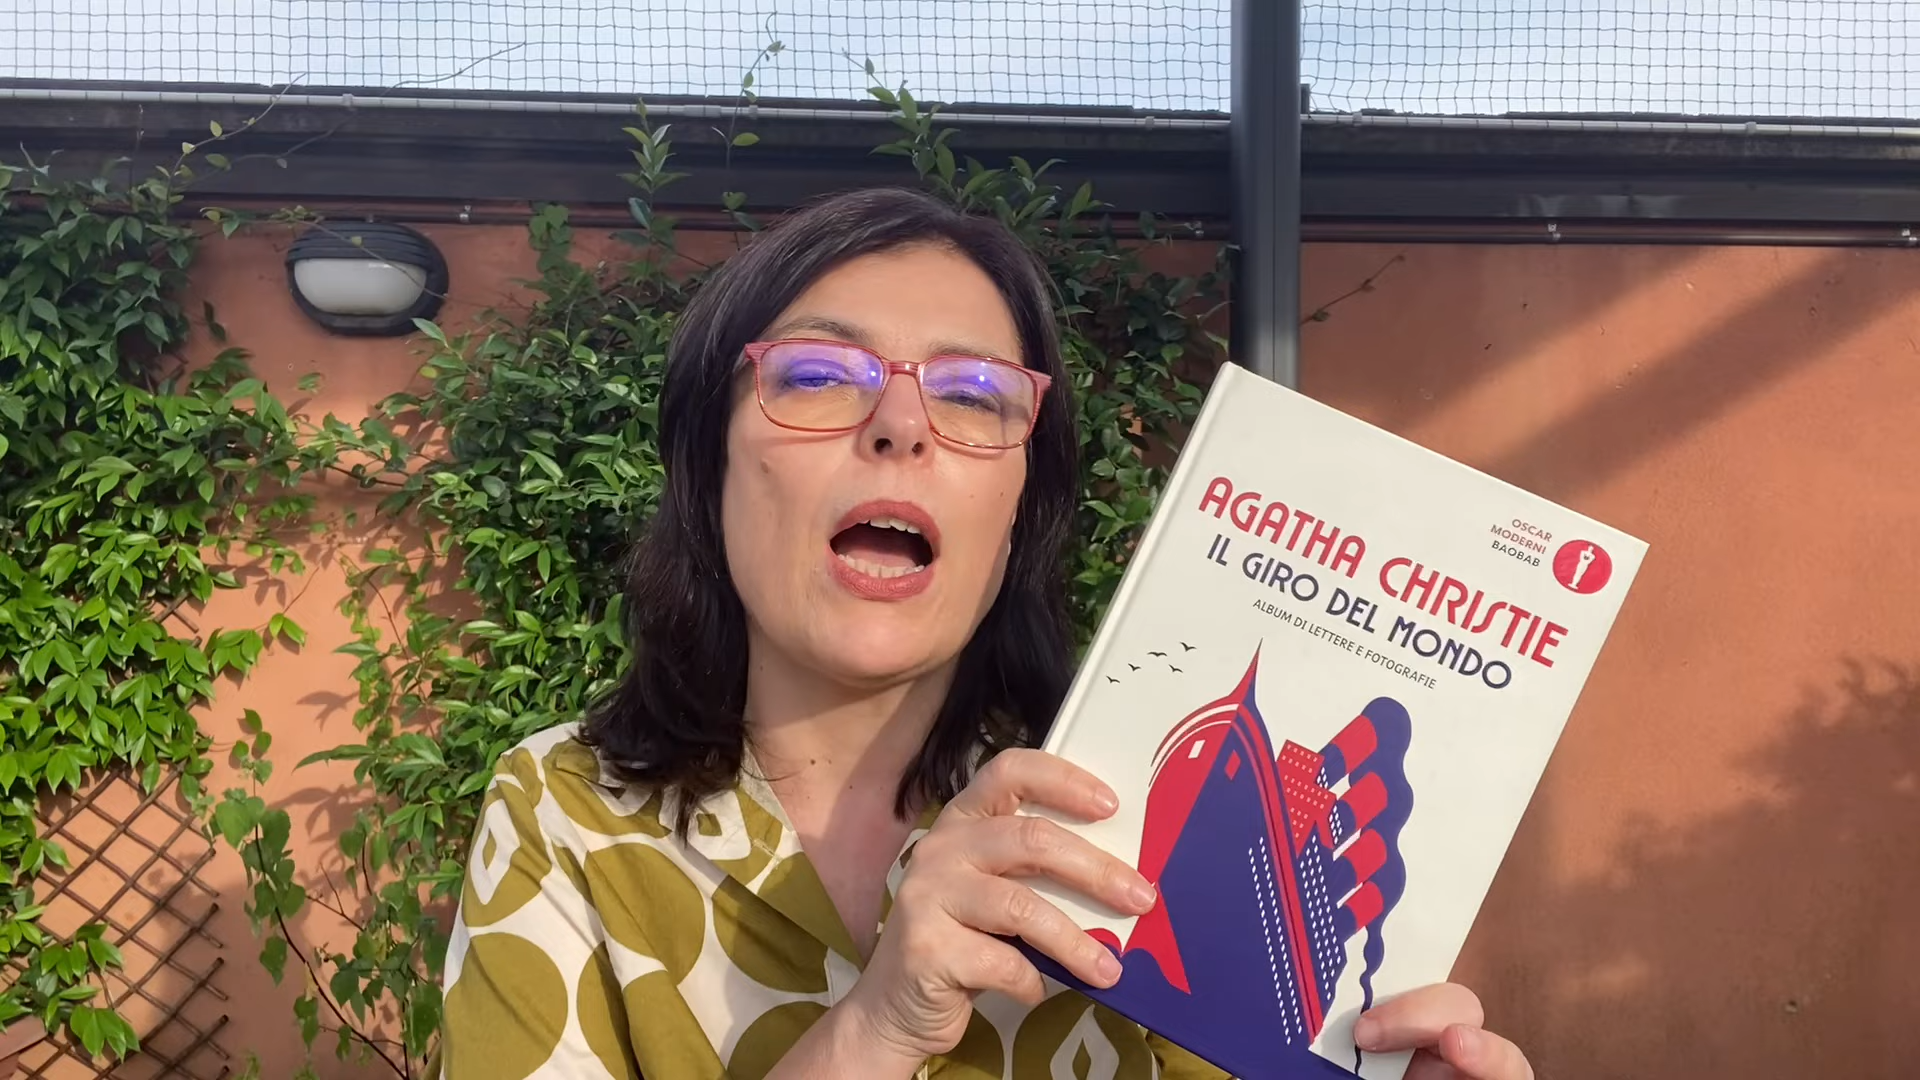 AGATHA CHRISTIE
IL GIRO DEL MONDO
ALBUM DI LETTERE E FOTOGRAFIE
OSCAR
MODERNI
BAOBAB